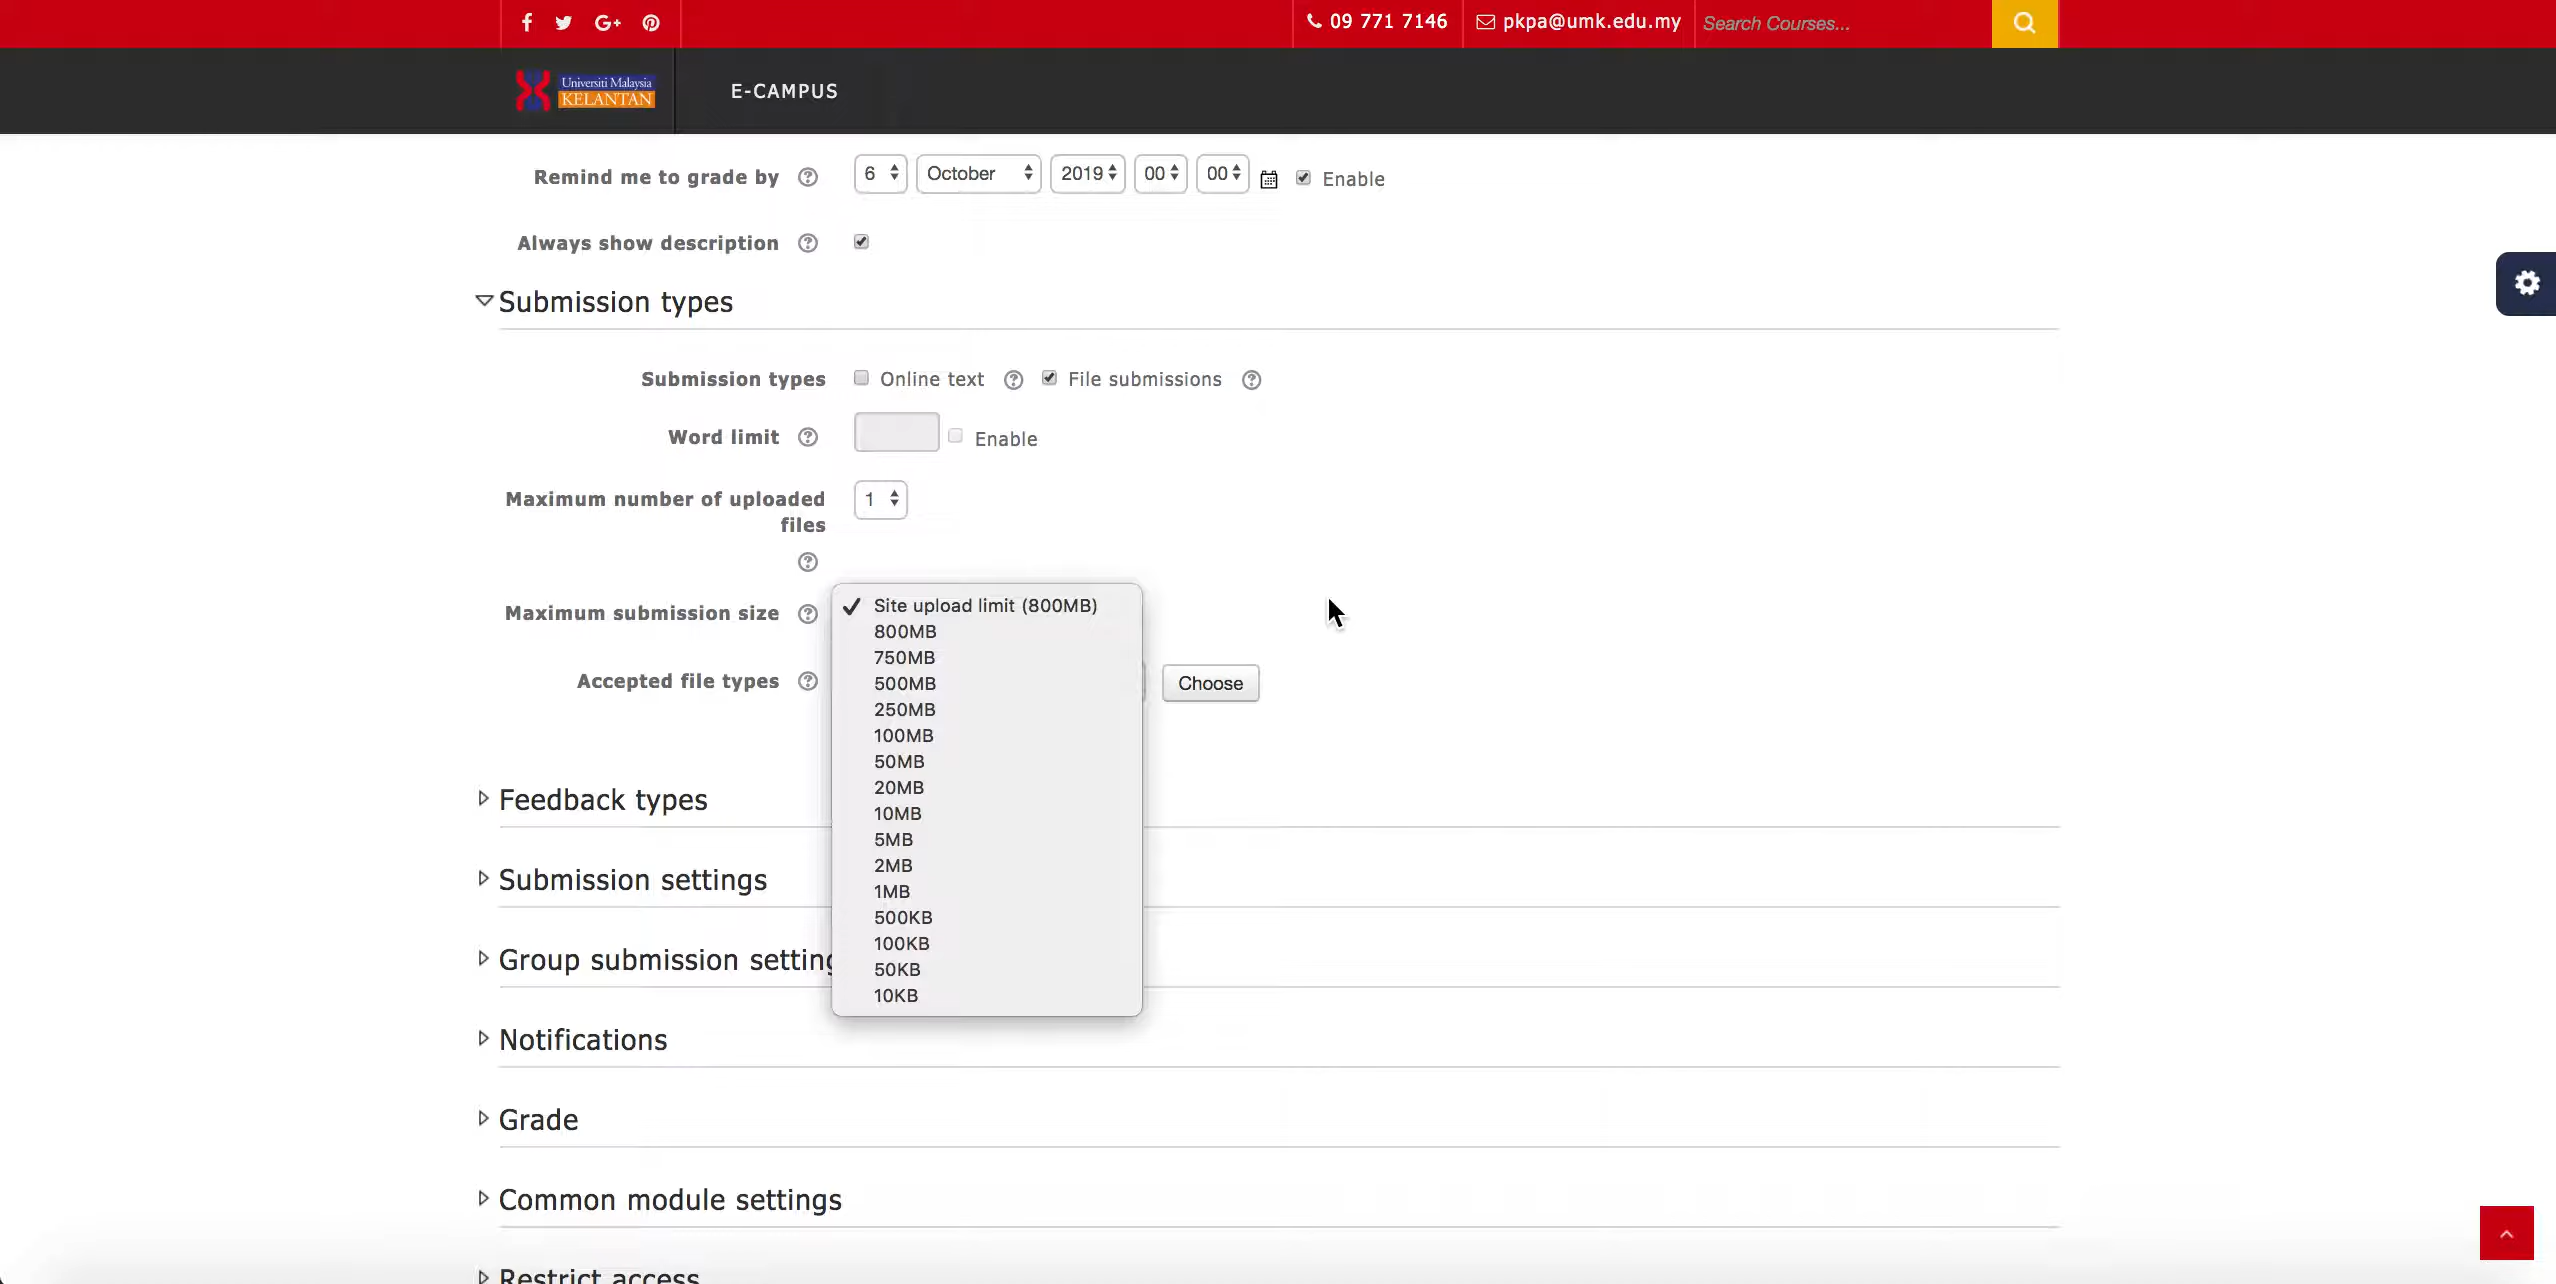 09 771 7146 pkpa@umk.edu.my Search Courses...
Universiti Malaysia
KELANTAN
E-CAMPUS
Remind me to grade by 6 October 2019 00 00 Enable
Always show description
Submission types
Submission types Online text File submissions
Word limit Enable
Maximum number of uploaded 1
files
Maximum submission size
Site upload limit (800MB)
800MB
750MB
500MB
250MB
100MB
50MB
20MB
10MB
5MB
2MB
1MB
500KB
100KB
50KB
10KB
Accepted file types Choose
Feedback types
Submission settings
Group submission setting
Notifications
Grade
Common module settings
Restrict access